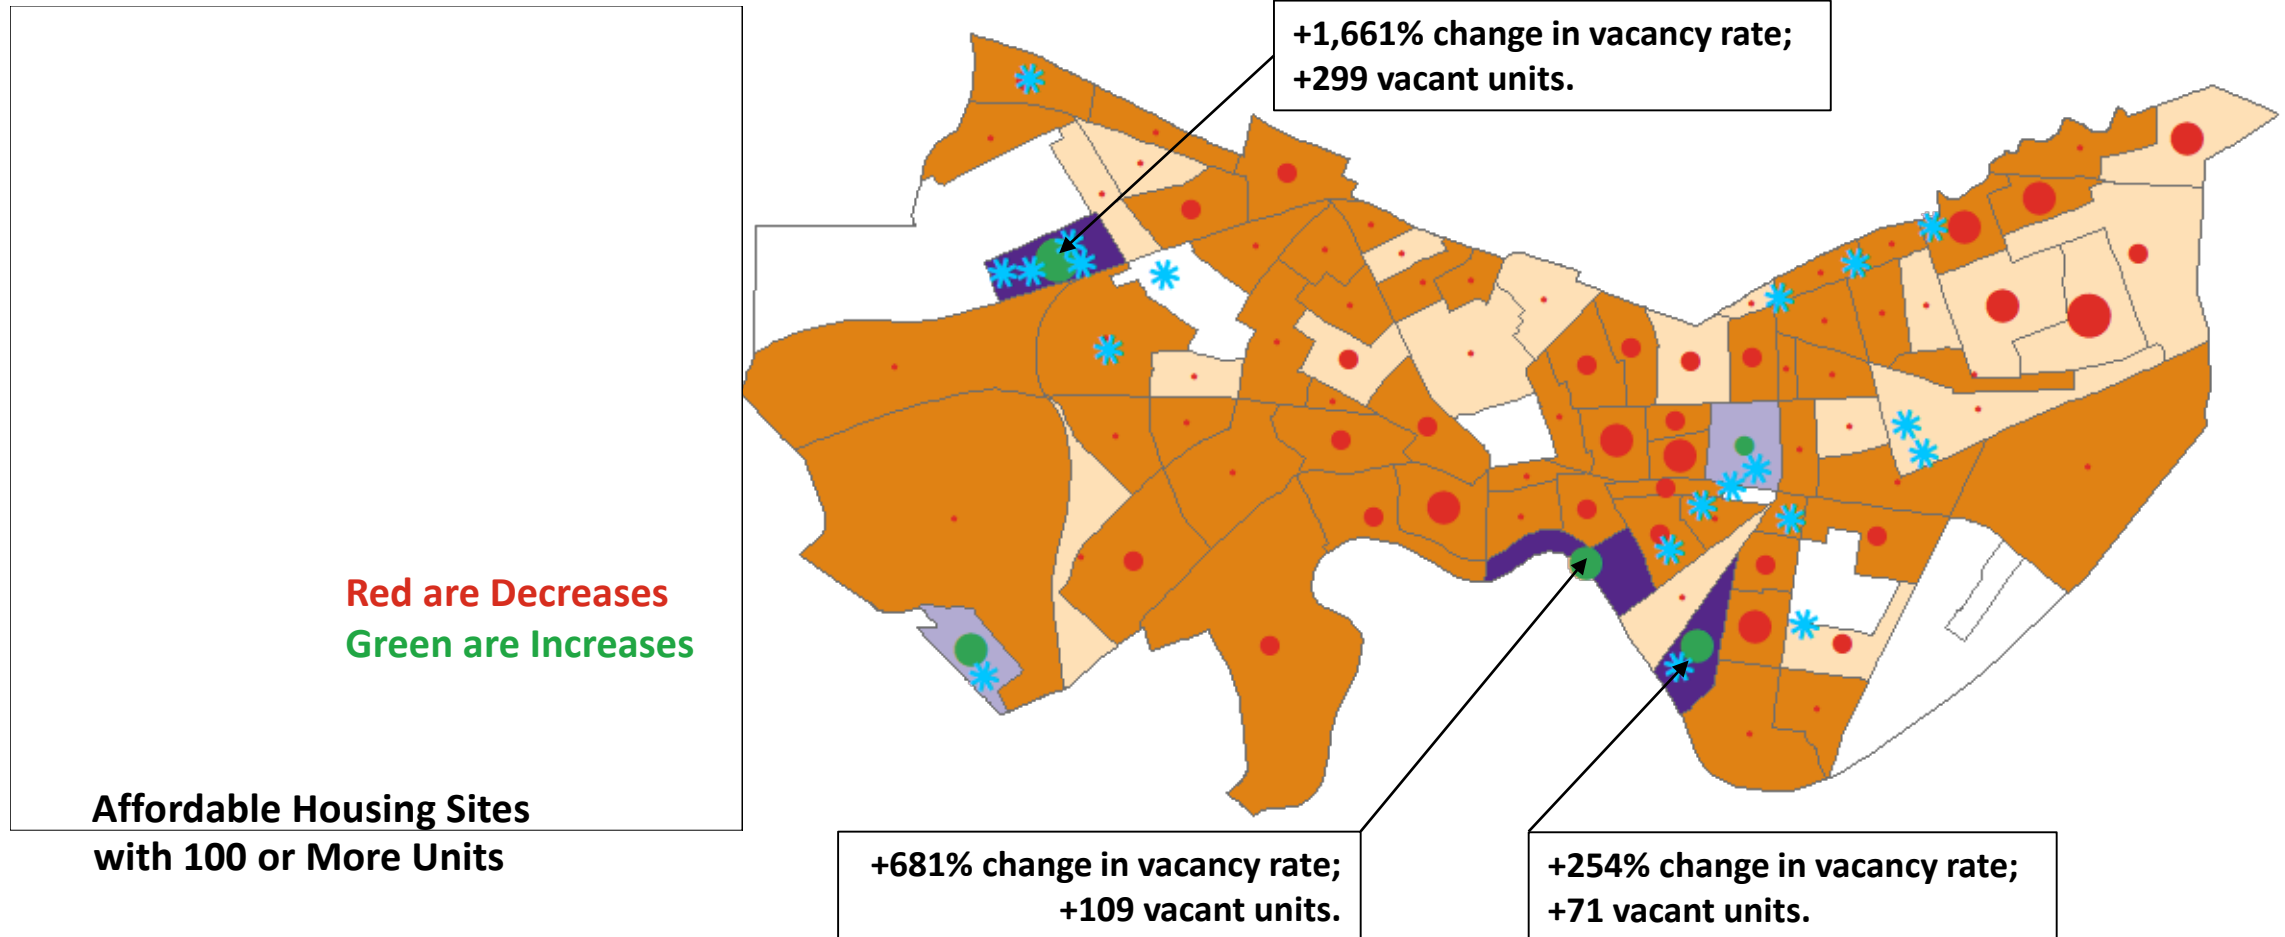 +1,661% change in vacancy rate;
+299 vacant units.
Red are Decreases
Green are Increases
Affordable Housing Sites
with 100 or More Units
+681% change in vacancy rate;
+109 vacant units.
+254% change in vacancy rate;
+71 vacant units.